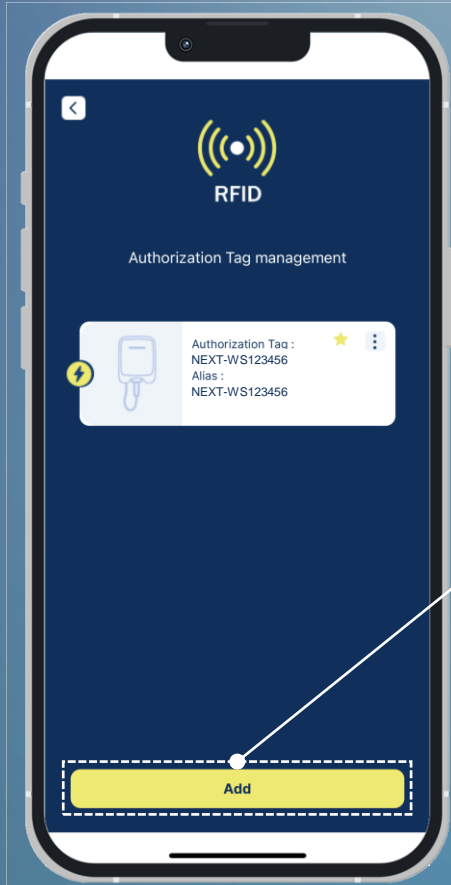 RFID
Authorization Tag management
Authorization Tag :
NEXT-WS123456
Alias :
NEXT-WS123456
Add